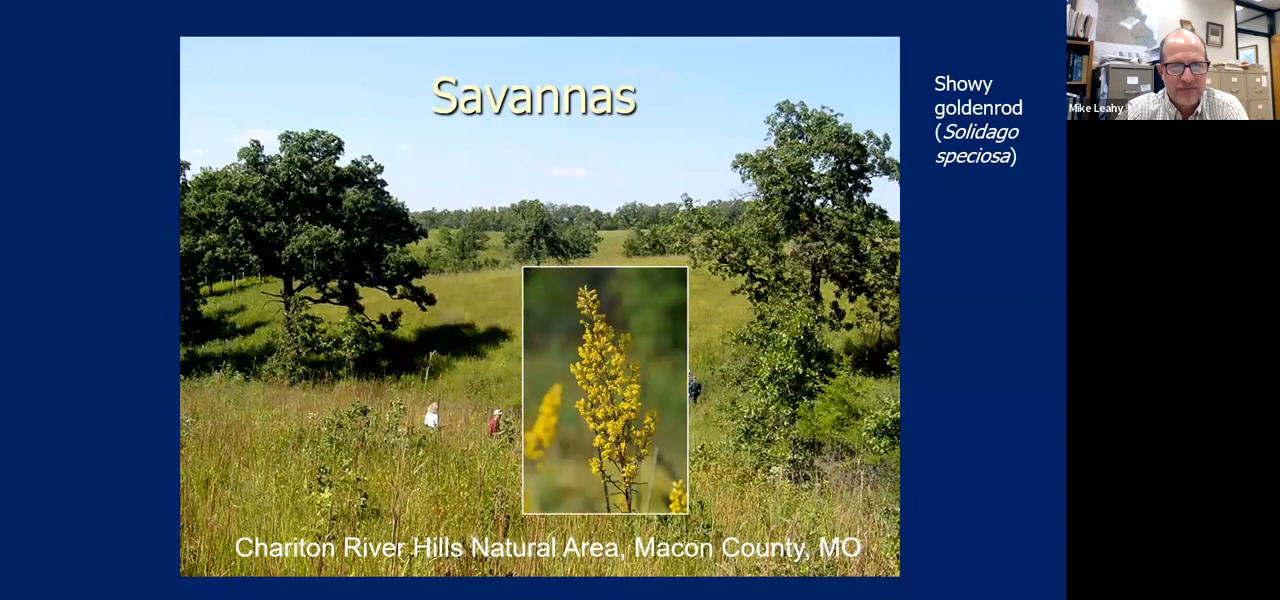 Savannas
Showy
goldenrod
(Solidago
speciosa)
Mike Leahy
Chariton River Hills Natural Area, Macon County, MO